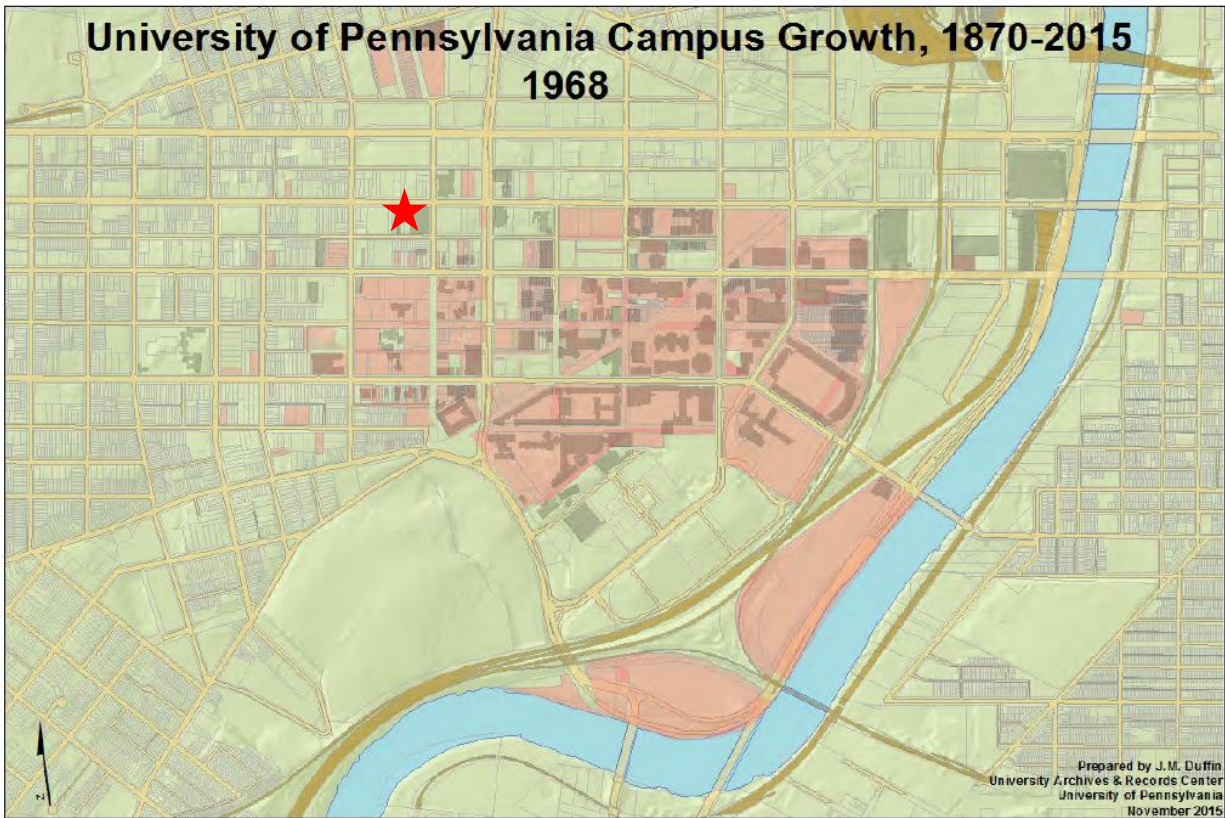 University of Pennsylvania Campus Growth, 1870-2015
1968
Prepared by J.M. Duffin
University Archives & Records Center
University of Pennsylvania
November 2015
N